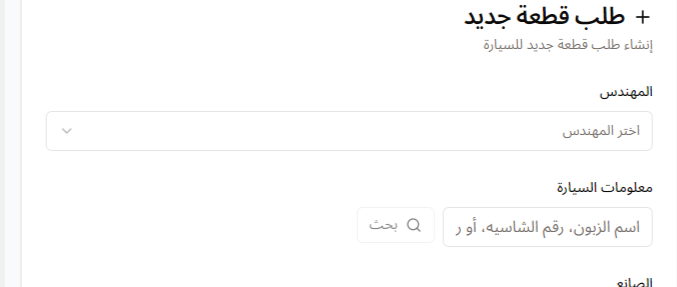 + طلب قطعة جديد
إنشاء طلب قطعة جديد للسيارة
المهندس
اختر المهندس
معلومات السيارة
اسم الزبون، رقم الشاسيه، أو ر
بحث
الصانع